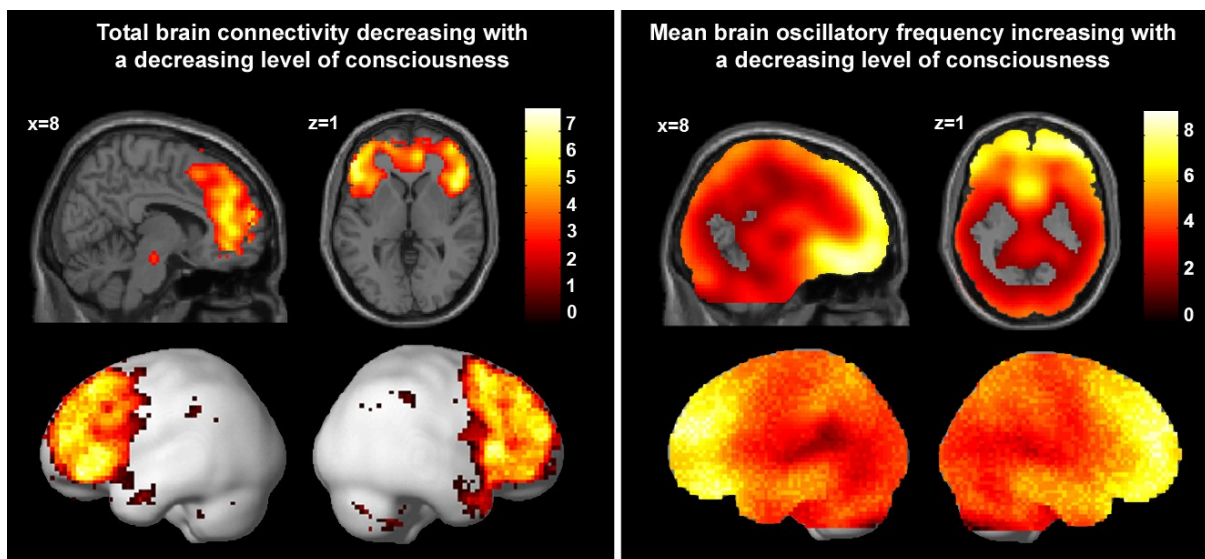 Total brain connectivity decreasing with
a decreasing level of consciousness
x=8
z=1
7
6
5
4
3
2
1
0
Mean brain oscillatory frequency increasing with
a decreasing level of consciousness
x=8
z=1
8
6
4
2
0